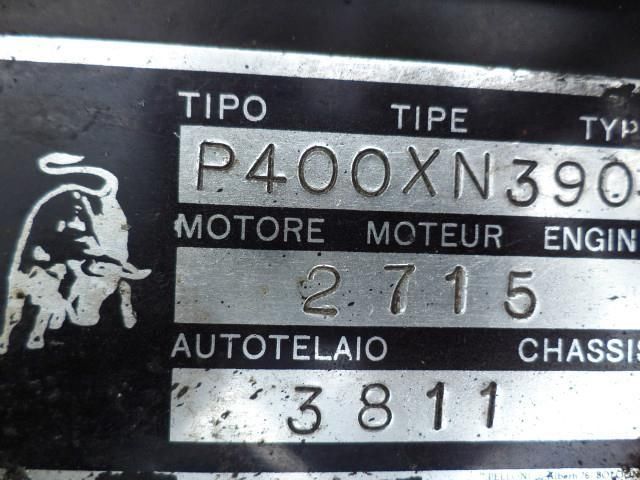 TIPO TIPE TYP
P400XN390
MOTORE MOTEUR ENGIN
2715
AUTOTELAIO CHASSIS
3811